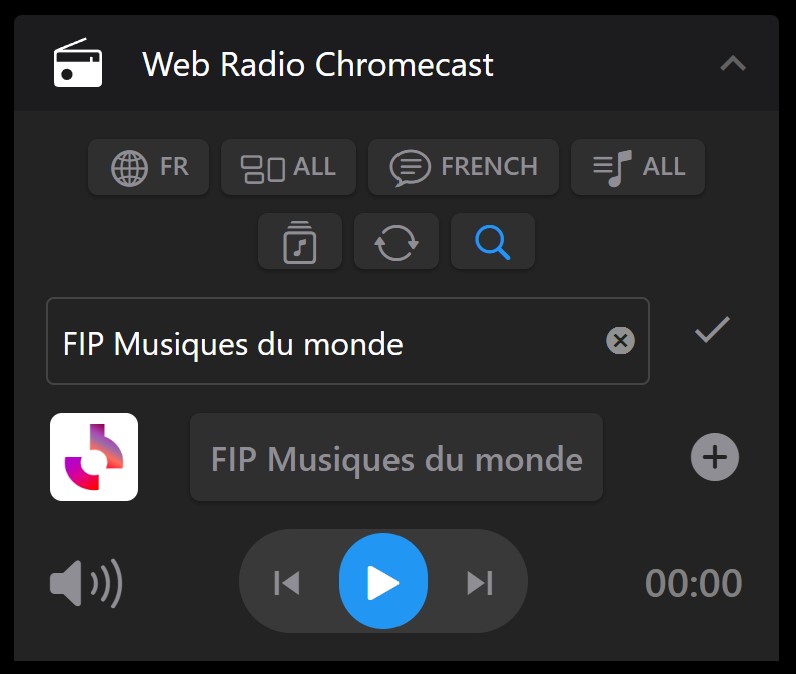 Web Radio Chromecast
FR ALL FRENCH ALL
FIP Musiques du monde
FIP Musiques du monde
00:00